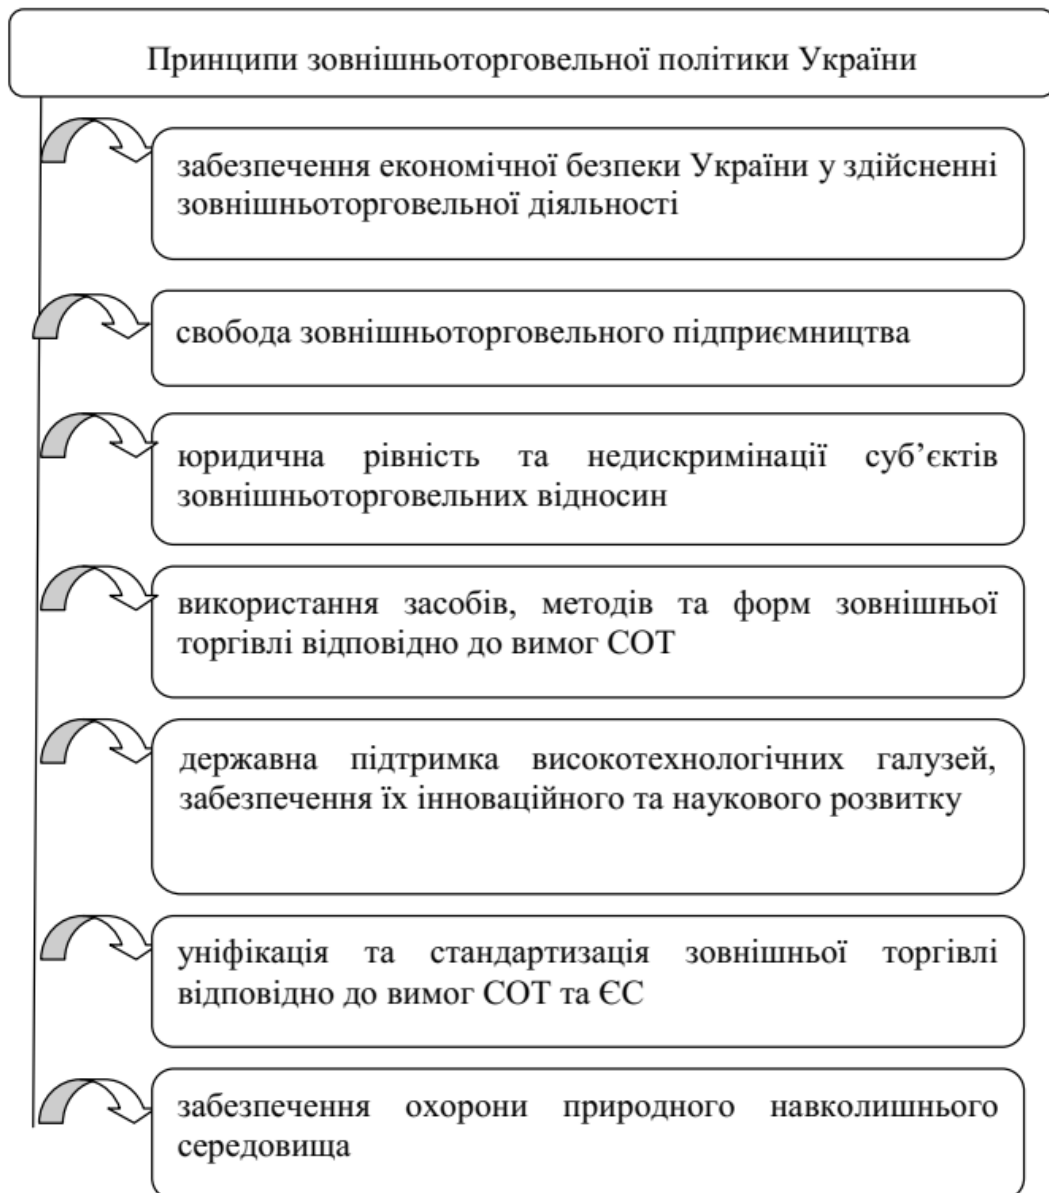 Принципи зовнішньоторговельної політики України
забезпечення економічної безпеки України у здійсненні
зовнішньоторговельної діяльності
свобода зовнішньоторговельного підприємництва
юридична рівність та недискримінації суб’єктів
зовнішньоторговельних відносин
використання засобів, методів та форм зовнішньої
торгівлі відповідно до вимог СОТ
державна підтримка високотехнологічних галузей,
забезпечення їх інноваційного та наукового розвитку
уніфікація та стандартизація зовнішньої торгівлі
відповідно до вимог СОТ та ЄС
забезпечення охорони природного навколишнього
середовища